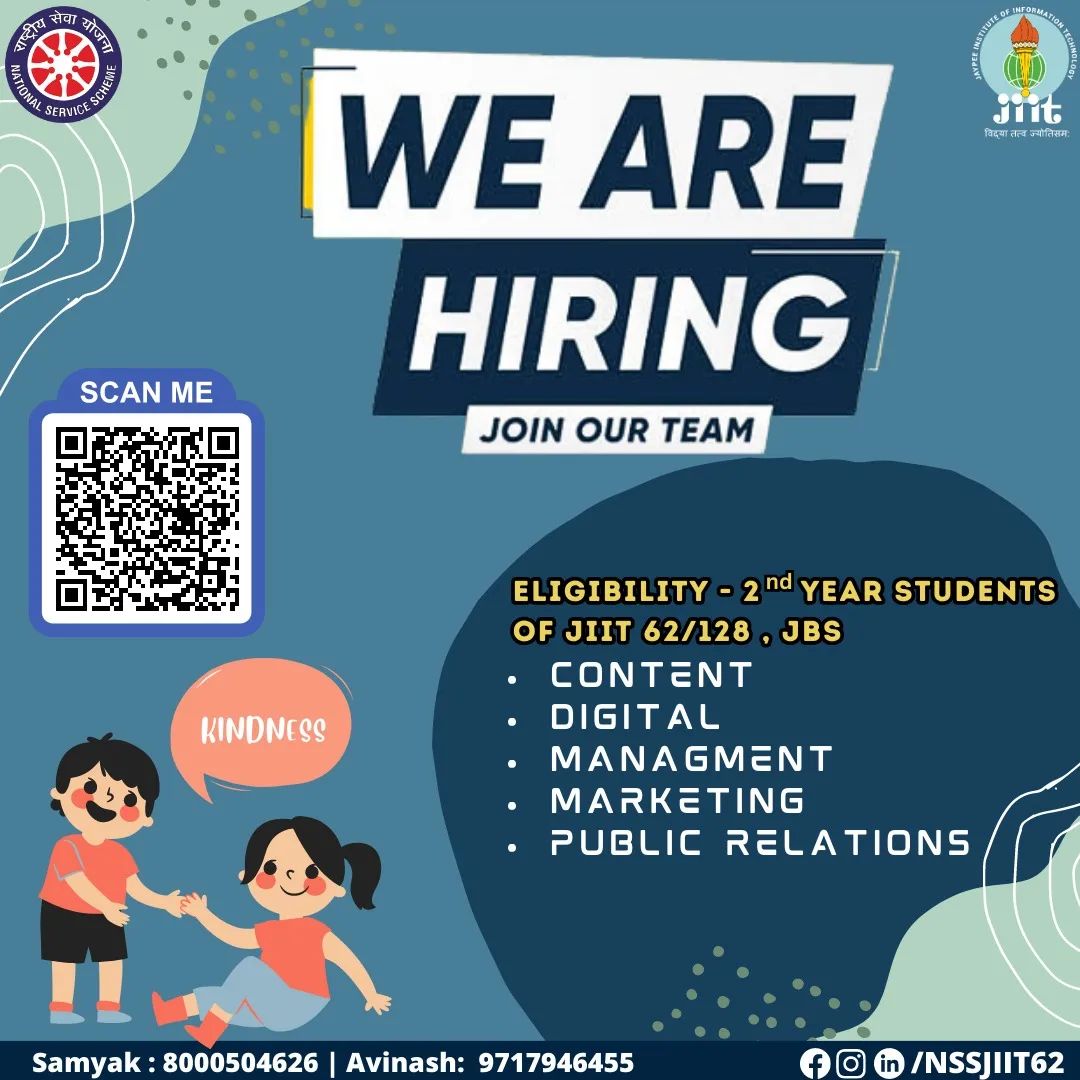 राष्ट्रीय सेवा योजना
NATIONAL SERVICE SCHEME
JAYPEE INSTITUTE OF INFORMATION TECHNOLOGY
jiit
विद्या तत्व ज्योतिसम:
WE ARE
HIRING
JOIN OUR TEAM
SCAN ME
ELIGIBILITY - 2nd YEAR STUDENTS
OF JIIT 62/128 , JBS
• CONTENT
• DIGITAL
• MANAGMENT
• MARKETING
• PUBLIC RELATIONS
KINDNESS
Samyak : 8000504626 | Avinash: 9717946455
/NSSJIIT62